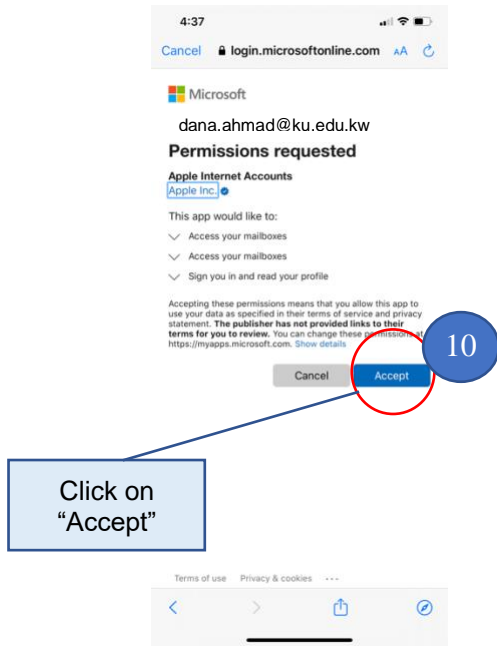 4:37
Cancel login.microsoftonline.com AA
Microsoft
dana.ahmad@ku.edu.kw
Permissions requested
Apple Internet Accounts
Apple Inc.
This app would like to:
Access your mailboxes
Access your mailboxes
Sign you in and read your profile
Accepting these permissions means that you allow this app to
use your data as specified in their terms of service and privacy
statement. The publisher has not provided links to their
terms for you to review. You can change these permissions at
https://myapps.microsoft.com. Show details
10
Cancel Accept
Click on
“Accept”
Terms of use Privacy & cookies ...